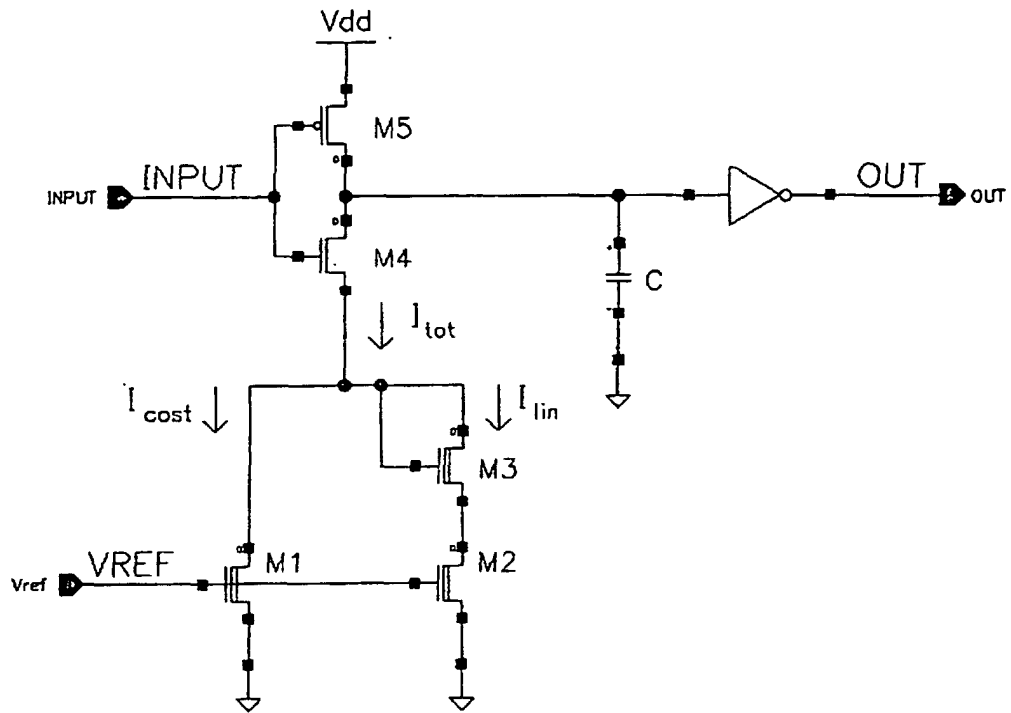 Vdd
M5
INPUT
INPUT
OUT
OUT
M4
C
I tot
I cost
I lin
M3
Vref
VREF
M1
M2